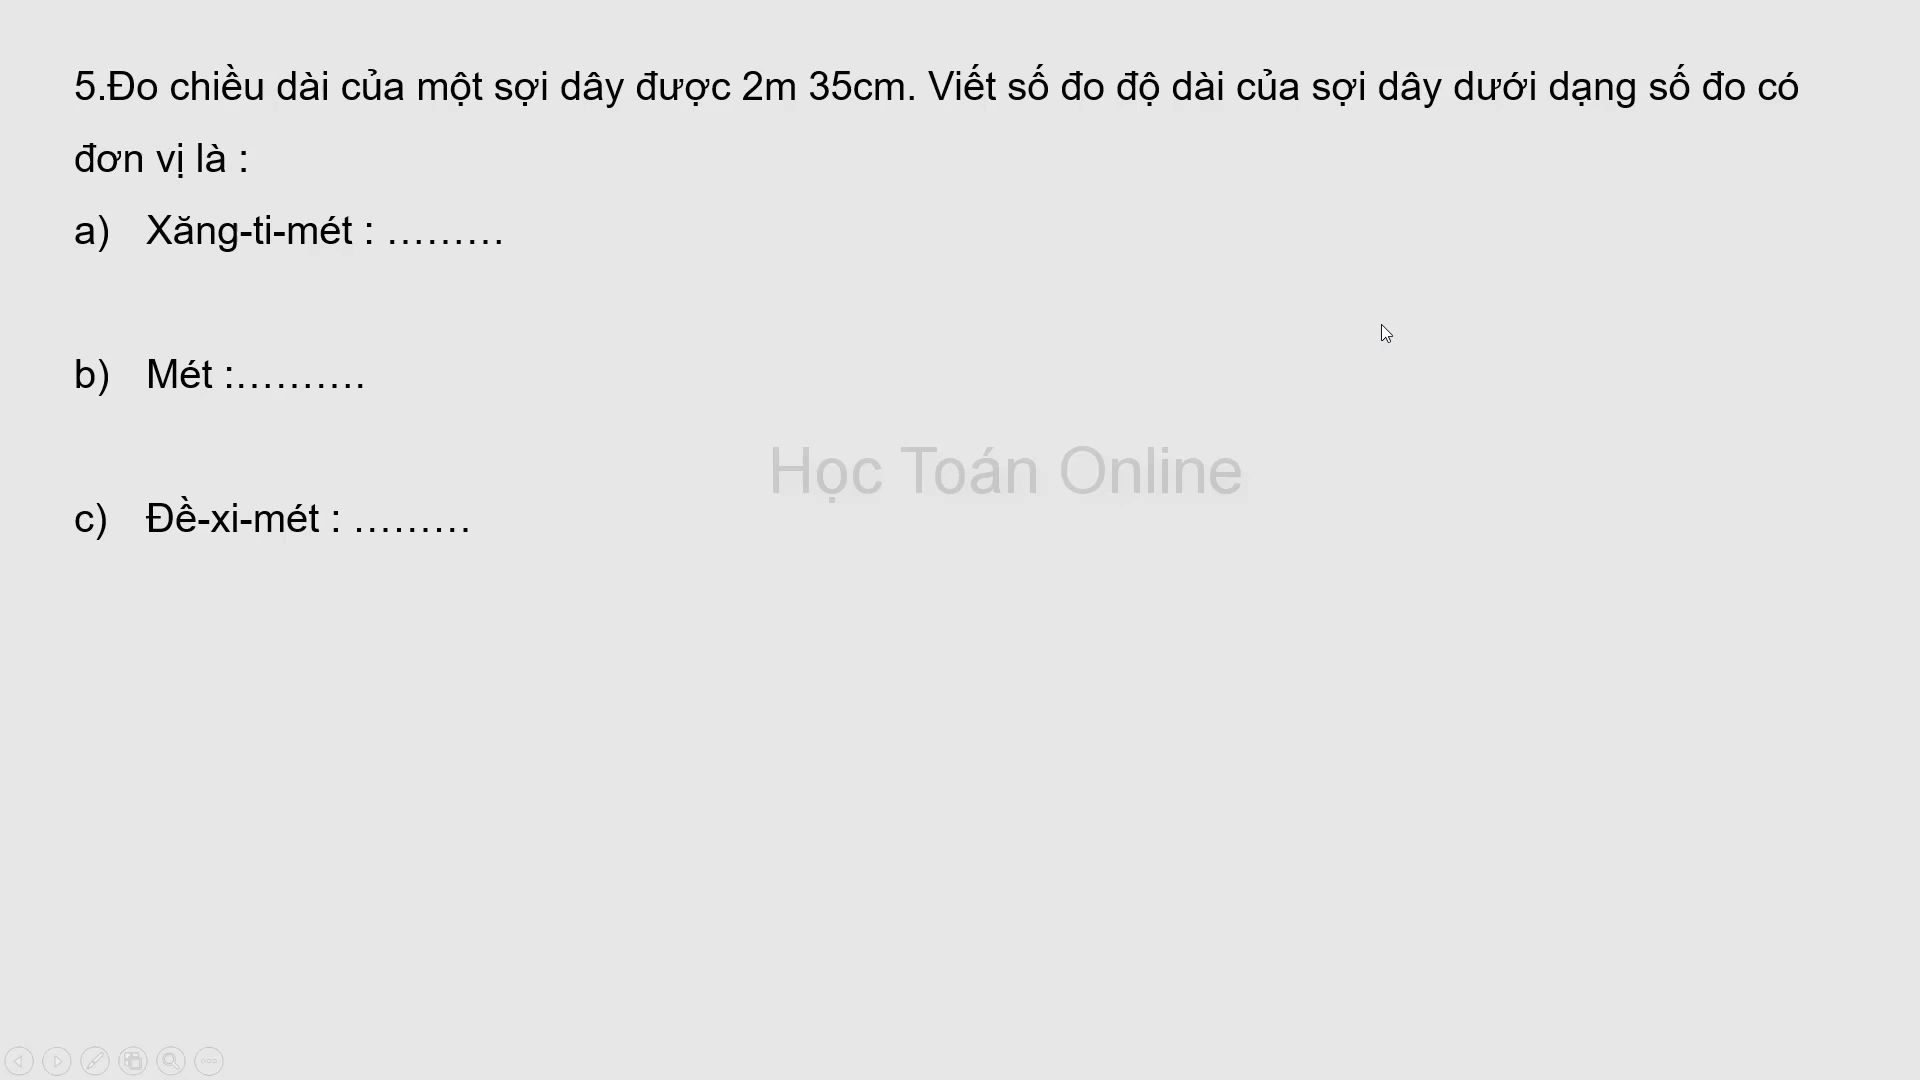 5.Đo chiều dài của một sợi dây được 2m 35cm. Viết số đo độ dài của sợi dây dưới dạng số đo có
đơn vị là :
a) Xăng-ti-mét : ………
b) Mét :……….
Học Toán Online
c) Đề-xi-mét : ………